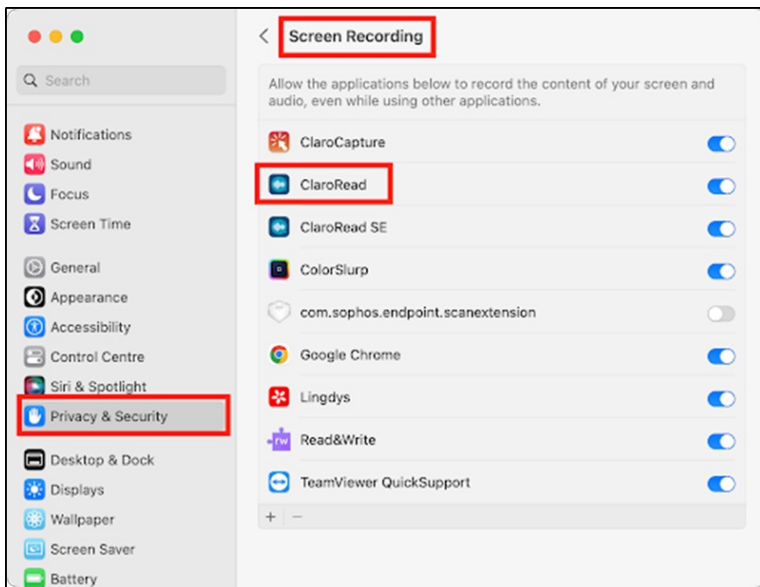 Screen Recording
Search
Allow the applications below to record the content of your screen and
audio, even while using other applications.
Notifications
Sound
Focus
Screen Time
General
Appearance
Accessibility
Control Centre
Siri & Spotlight
Privacy & Security
Desktop & Dock
Displays
Wallpaper
Screen Saver
Battery
ClaroCapture
ClaroRead
ClaroRead SE
ColorSlurp
com.sophos.endpoint.scanextension
Google Chrome
Lingdys
rw
Read&Write
TeamViewer QuickSupport
+ −